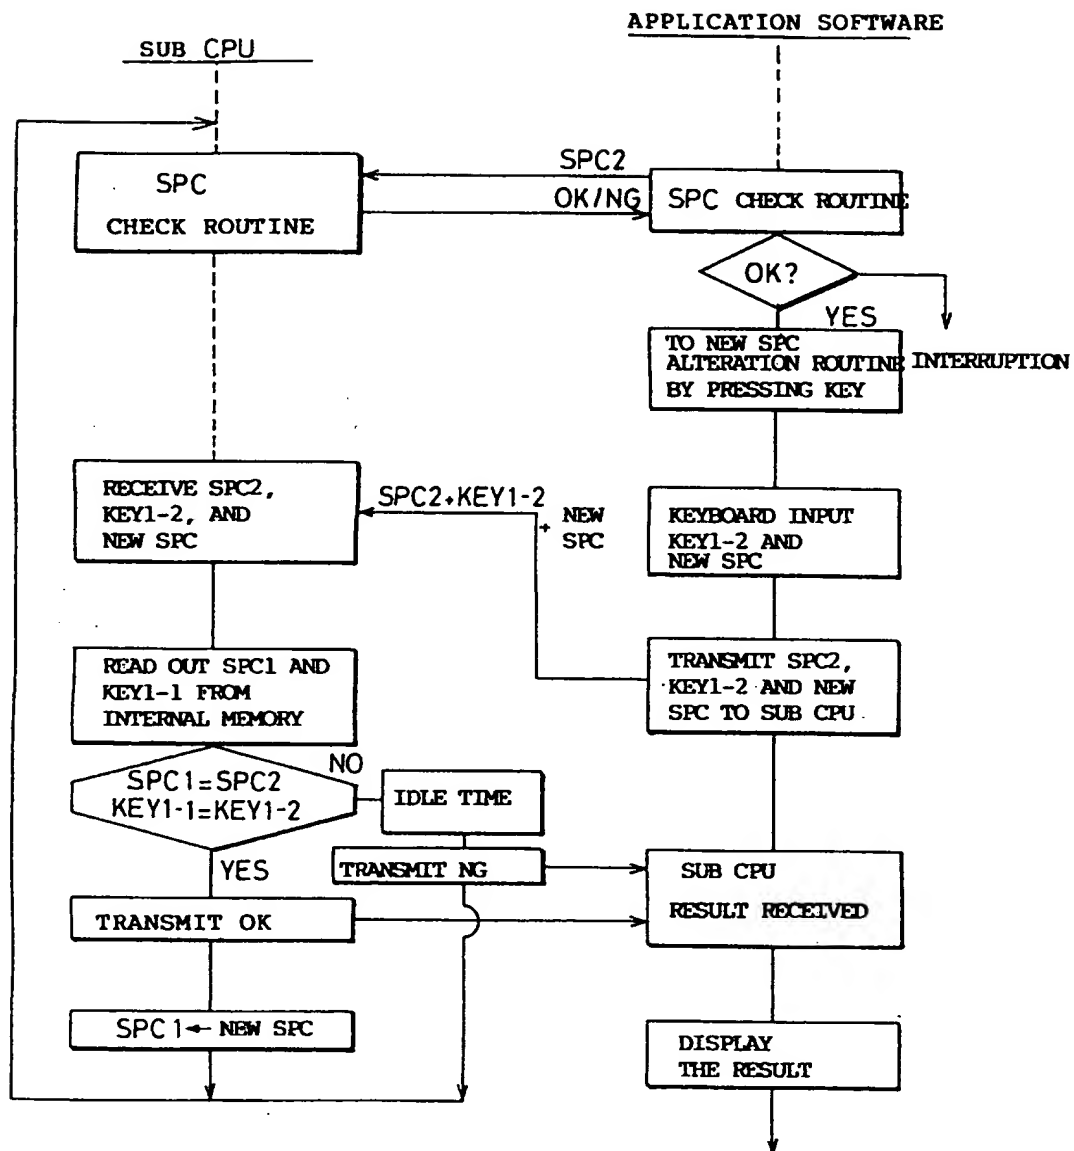 APPLICATION SOFTWARE
SUB CPU
SPC
CHECK ROUTINE
SPC2
OK/NG
SPC CHECK ROUTINE
OK?
YES
TO NEW SPC
ALTERATION ROUTINE
BY PRESSING KEY
INTERRUPTION
RECEIVE SPC2,
KEY1-2, AND
NEW SPC
SPC2+KEY1-2
+ NEW
SPC
KEYBOARD INPUT
KEY1-2 AND
NEW SPC
READ OUT SPC1 AND
KEY1-1 FROM
INTERNAL MEMORY
TRANSMIT SPC2,
KEY1-2 AND NEW
SPC TO SUB CPU
SPC1=SPC2
KEY1-1=KEY1-2
NO
IDLE TIME
YES
TRANSMIT NG
SUB CPU
RESULT RECEIVED
TRANSMIT OK
SPC1← NEW SPC
DISPLAY
THE RESULT